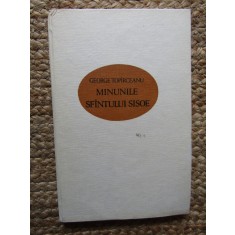 GEORGE TOPÎRCEANU
MINUNILE
SFÎNTULUI SISOE